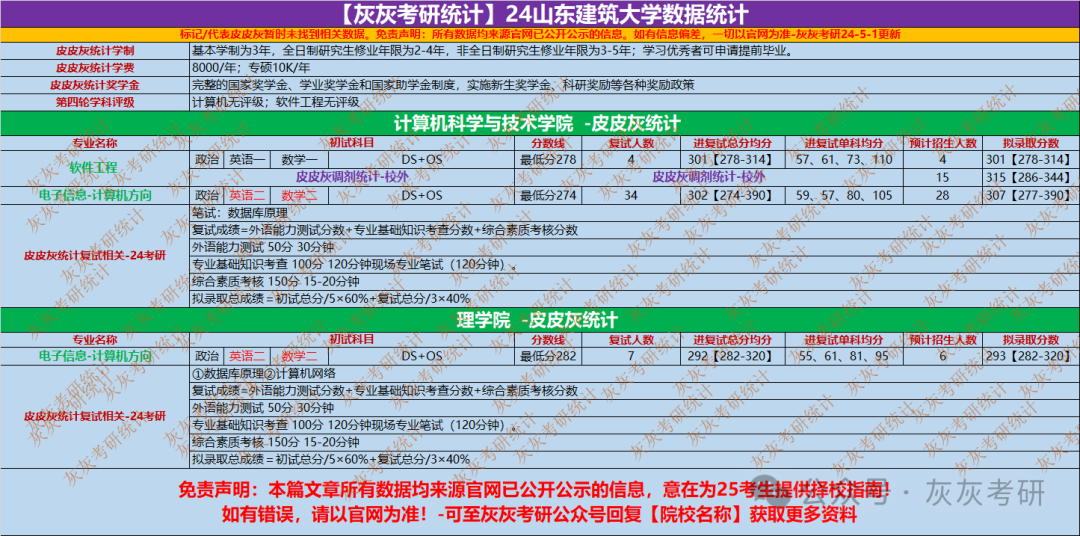 【灰灰考研统计】24山东建筑大学数据统计
标记/代表皮皮灰暂时未找到相关数据。免责声明：所有数据均来源官网已公开公示的信息。如有信息偏差，一切以官网为准-灰灰考研24-5-1更新
皮皮灰统计学制 基本学制为3年，全日制研究生修业年限为2-4年，非全日制研究生修业年限为3-5年；学习优秀者可申请提前毕业。
皮皮灰统计学费 8000/年；专硕10K/年
皮皮灰统计奖学金 完整的国家奖学金、学业奖学金和国家助学金制度，实施新生奖学金、科研奖励等各种奖励政策
第四轮学科评级 计算机无评级；软件工程无评级
计算机科学与技术学院 -皮皮灰统计
专业名称 初试科目 分数线 复试人数 进复试总分均分 进复试单科均分 预计招生人数 拟录取分数
软件工程 政治 英语一 数学一 DS+OS 最低分278 4 301【278-314】 57、61、73、110 4 301【278-314】
皮皮灰调剂统计-校外 皮皮灰调剂统计-校外 15 315【286-344】
电子信息-计算机方向 政治 英语二 数学二 DS+OS 最低分274 34 302【274-390】 59、57、80、105 28 307【277-390】
皮皮灰统计复试相关-24考研
笔试：数据库原理
复试成绩=外语能力测试分数+专业基础知识考查分数+综合素质考核分数
外语能力测试 50分 30分钟
专业基础知识考查 100分 120分钟现场专业笔试（120分钟）。
综合素质考核 150分 15-20分钟
拟录取总成绩＝初试总分/5×60%+复试总分/3×40%
理学院 -皮皮灰统计
专业名称 初试科目 分数线 复试人数 进复试总分均分 进复试单科均分 预计招生人数 拟录取分数
电子信息-计算机方向 政治 英语二 数学二 DS+OS 最低分282 7 292【282-320】 55、61、81、95 6 293【282-320】
皮皮灰统计复试相关-24考研
①数据库原理②计算机网络
复试成绩=外语能力测试分数+专业基础知识考查分数+综合素质考核分数
外语能力测试 50分 30分钟
专业基础知识考查 100分 120分钟现场专业笔试（120分钟）。
综合素质考核 150分 15-20分钟
拟录取总成绩＝初试总分/5×60%+复试总分/3×40%
免责声明：本篇文章所有数据均来源官网已公开公示的信息，意在为25考生提供择校指南！
如有错误，请以官网为准！-可至灰灰考研公众号回复【院校名称】获取更多资料
公众号·灰灰考研
灰灰考研统计